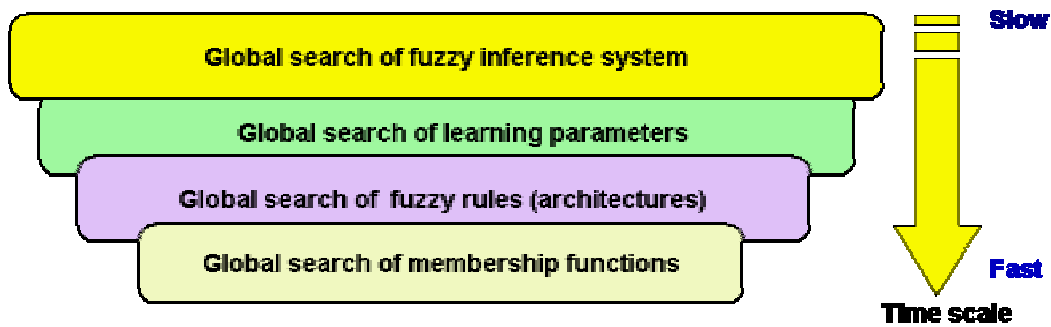 Global search of fuzzy inference system
Global search of learning parameters
Global search of fuzzy rules (architectures)
Global search of membership functions
Slow
Fast
Time scale